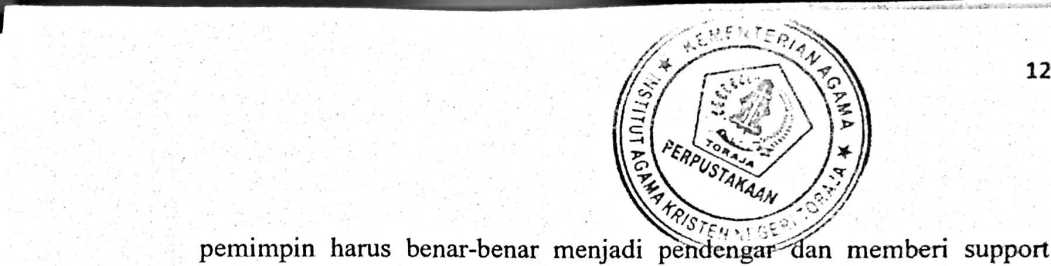 12
KEMENTERIAN AGAMA
INSTITUT AGAMA KRISTEN NEGERI TORAJA
TORAJA
PERPUSTAKAAN
pemimpin harus benar-benar menjadi pendengar dan memberi support